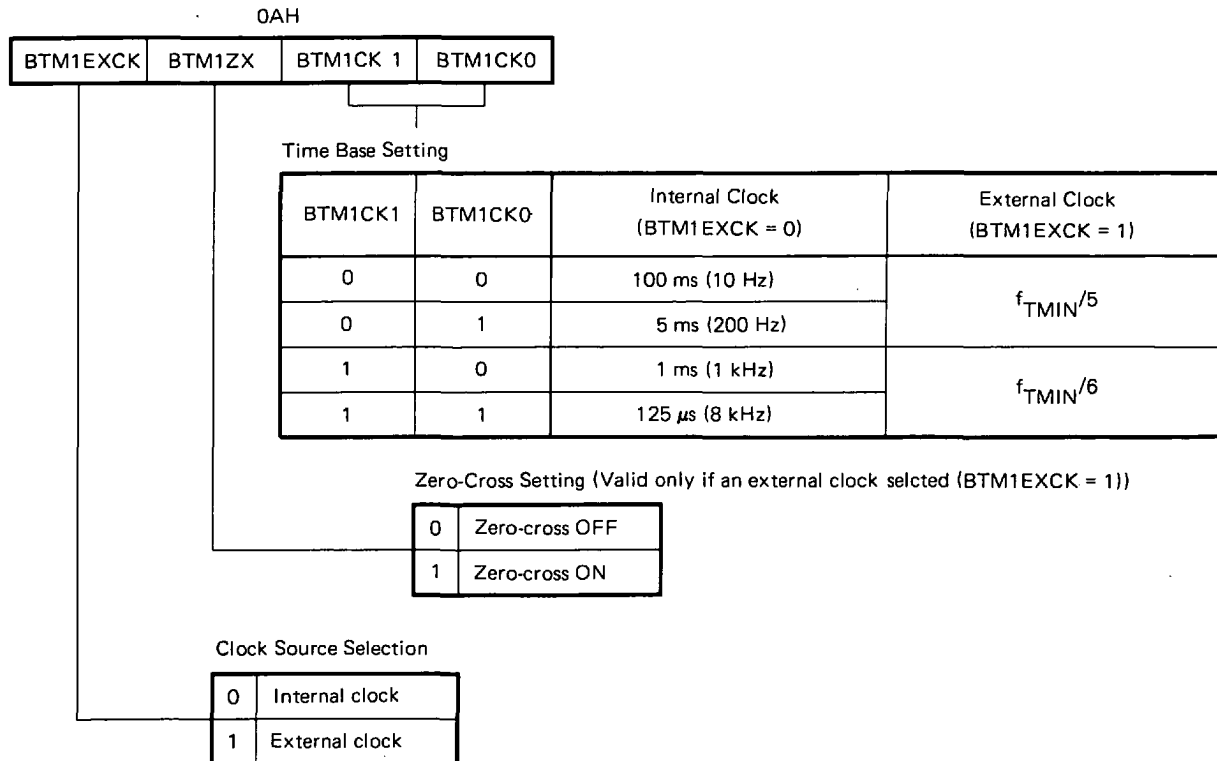 0AH
BTM1EXCK BTM1ZX BTM1CK 1 BTM1CK0
Time Base Setting
BTM1CK1 BTM1CK0 Internal Clock (BTM1EXCK = 0) External Clock (BTM1EXCK = 1)
0 0 100 ms (10 Hz) fTMIN/5
0 1 5 ms (200 Hz)
1 0 1 ms (1 kHz) fTMIN/6
1 1 125 μs (8 kHz)
Zero-Cross Setting (Valid only if an external clock selcted (BTM1EXCK = 1))
0 Zero-cross OFF
1 Zero-cross ON
Clock Source Selection
0 Internal clock
1 External clock